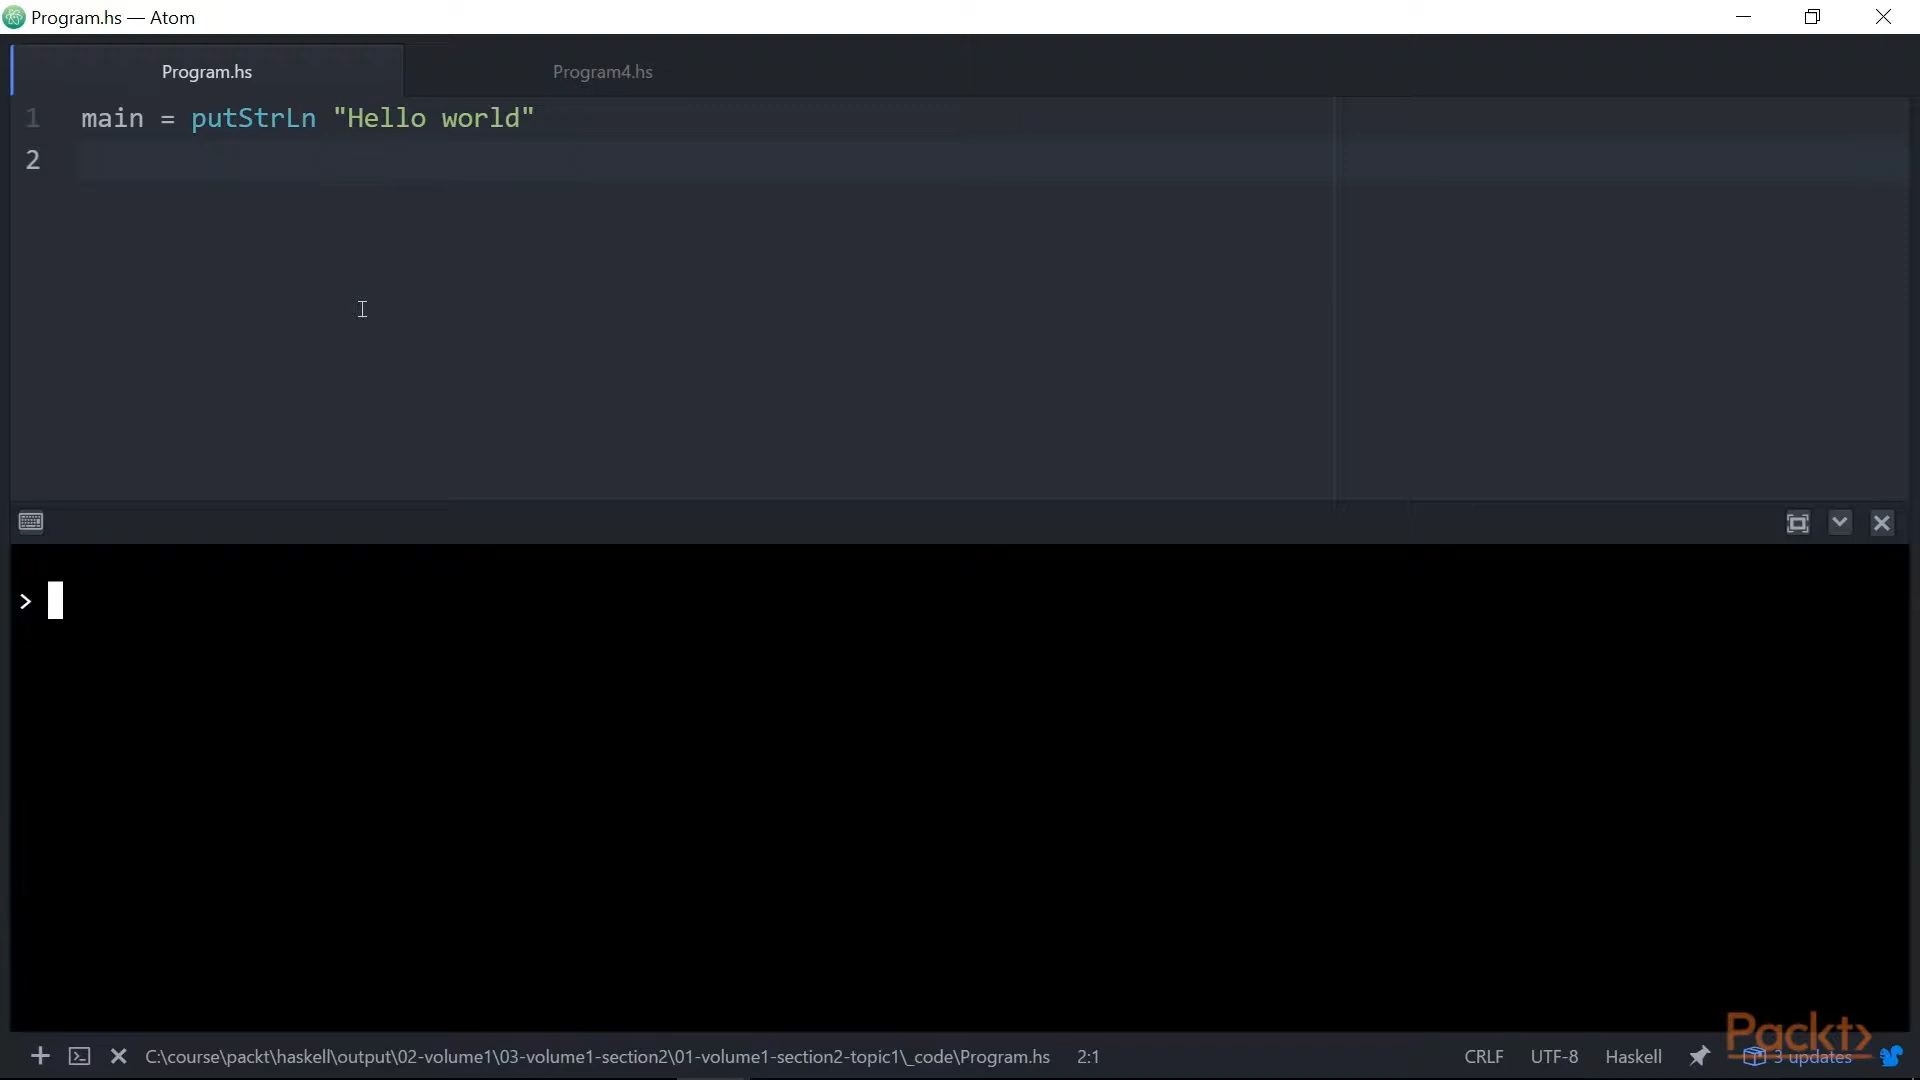 Program.hs — Atom
Program.hs Program4.hs
1 main = putStrLn "Hello world"
2
>
C:\course\packt\haskell\output\02-volume1\03-volume1-section2\01-volume1-section2-topic1\_code\Program.hs 2:1 CRLF UTF-8 Haskell 3 updates
Packt>